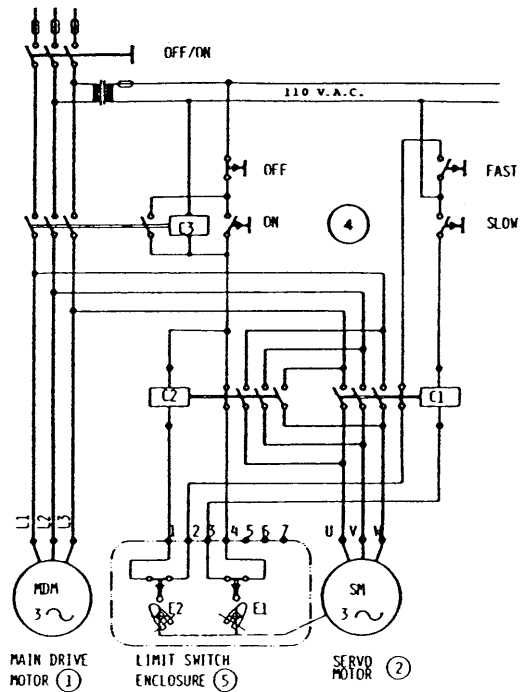 OFF/ON
110 V.A.C.
OFF
FAST
C3
ON
4
SLOW
C2
C1
L1
L2
L3
1
2
3
4
5
6
7
U
V
W
MDM
3
E2
E1
SM
3
MAIN DRIVE
MOTOR 1
LIMIT SWITCH
ENCLOSURE 5
SERVO
MOTOR 2